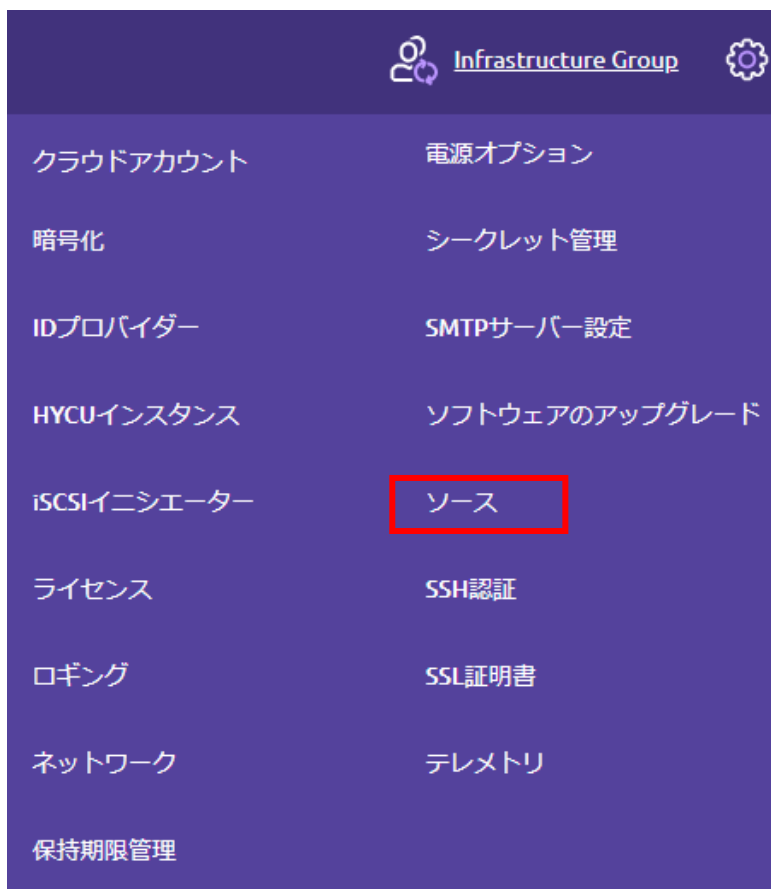 Infrastructure Group
クラウドアカウント
暗号化
IDプロバイダー
HYCUインスタンス
iSCSIイニシエーター
ライセンス
ロギング
ネットワーク
保持期限管理
電源オプション
シークレット管理
SMTPサーバー設定
ソフトウェアのアップグレード
ソース
SSH認証
SSL証明書
テレメトリ